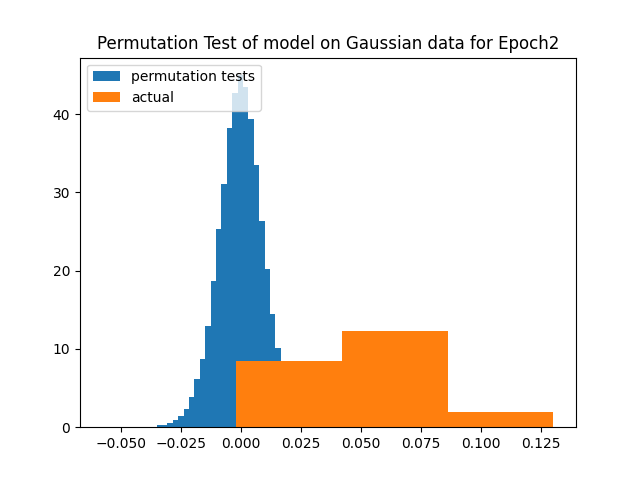 Permutation Test of model on Gaussian data for Epoch2
permutation tests
actual
40
30
20
10
0
−0.050 −0.025 0.000 0.025 0.050 0.075 0.100 0.125